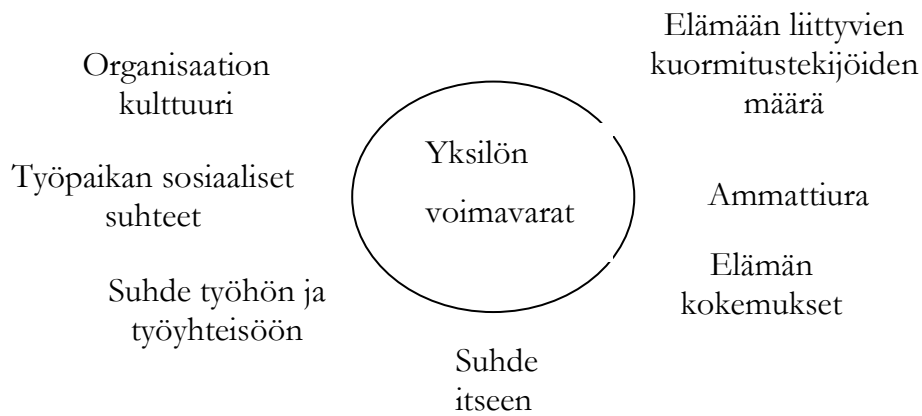 Organisaation
kulttuuri
Työpaikan sosiaaliset
suhteet
Suhde työhön ja
työyhteisöön
Yksilön
voimavarat
Suhde
itseen
Elämään liittyvien
kuormitustekijöiden
määrä
Ammattiura
Elämän
kokemukset